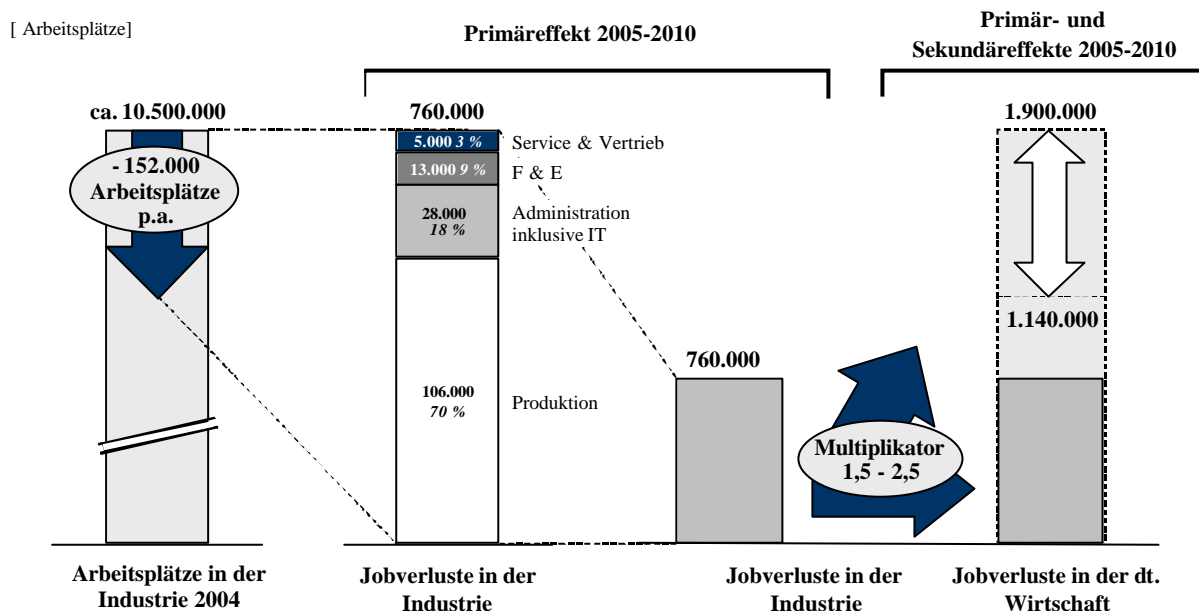 [ Arbeitsplätze]
Primäreffekt 2005-2010
Primär- und
Sekundäreffekte 2005-2010
ca. 10.500.000
- 152.000
Arbeitsplätze
p.a.
760.000
5.000 3 %
Service & Vertrieb
13.000 9 %
F & E
28.000
18 %
Administration
inklusive IT
106.000
70 %
Produktion
760.000
Multiplikator
1,5 - 2,5
1.900.000
1.140.000
Arbeitsplätze in der
Industrie 2004
Jobverluste in der
Industrie
Jobverluste in der
Industrie
Jobverluste in der dt.
Wirtschaft